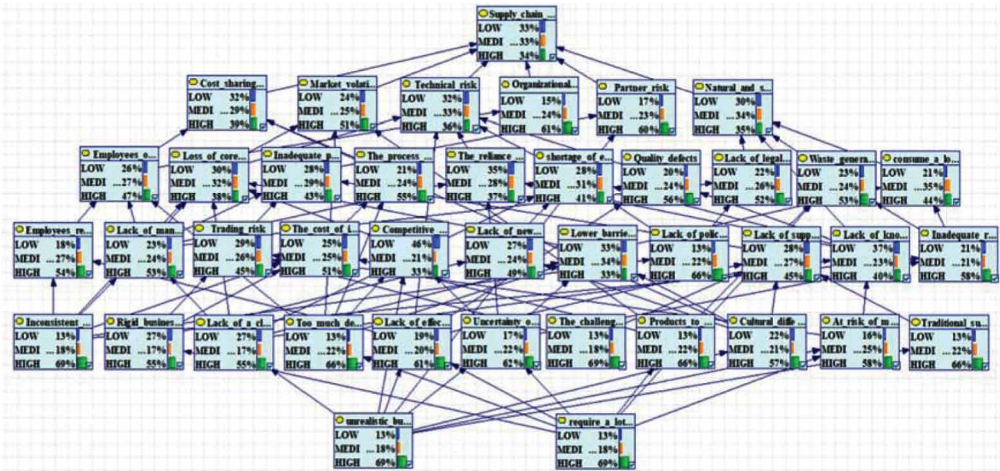 Supply_chain_...
LOW 33%
MEDI ...33%
HIGH 34%
Cost_sharing... Market_volati... Technical_risk Organizational... Partner_risk Natural_and_s...
LOW 32% LOW 24% LOW 32% LOW 15% LOW 17% LOW 30%
MEDI ...29% MEDI ...25% MEDI ...33% MEDI ...24% MEDI ...23% MEDI ...34%
HIGH 39% HIGH 51% HIGH 36% HIGH 61% HIGH 60% HIGH 35%
Employees_o... Loss_of_core... Inadequate_p... The_process_... The_reliance_... shortage_of_e... Quality_defects Lack_of_legal... Waste_genera... consume_a_lo...
LOW 26% LOW 30% LOW 28% LOW 21% LOW 35% LOW 28% LOW 20% LOW 22% LOW 23% LOW 21%
MEDI ...27% MEDI ...32% MEDI ...29% MEDI ...24% MEDI ...28% MEDI ...31% MEDI ...24% MEDI ...26% MEDI ...24% MEDI ...35%
HIGH 47% HIGH 38% HIGH 43% HIGH 55% HIGH 37% HIGH 41% HIGH 56% HIGH 52% HIGH 53% HIGH 44%
Employees_re... Lack_of_man... Trading_risk The_cost_of_i... Competitive_... Lack_of_new... Lower_barrie... Lack_of_polic... Lack_of_supp... Lack_of_kno... Inadequate_r...
LOW 18% LOW 23% LOW 29% LOW 25% LOW 46% LOW 27% LOW 33% LOW 13% LOW 28% LOW 37% LOW 21%
MEDI ...27% MEDI ...24% MEDI ...26% MEDI ...25% MEDI ...21% MEDI ...24% MEDI ...34% MEDI ...22% MEDI ...27% MEDI ...23% MEDI ...21%
HIGH 54% HIGH 53% HIGH 45% HIGH 51% HIGH 33% HIGH 49% HIGH 33% HIGH 66% HIGH 45% HIGH 40% HIGH 58%
Inconsistent_... Rigid_busines... Lack_of_a_cl... Too_much_de... Lack_of_effec... Uncertainty_o... The_challeng... Products_to_... Cultural_diffe... At_risk_of_m... Traditional_su...
LOW 13% LOW 27% LOW 27% LOW 13% LOW 19% LOW 17% LOW 13% LOW 13% LOW 22% LOW 16% LOW 13%
MEDI ...18% MEDI ...17% MEDI ...17% MEDI ...22% MEDI ...20% MEDI ...22% MEDI ...18% MEDI ...22% MEDI ...21% MEDI ...25% MEDI ...22%
HIGH 69% HIGH 55% HIGH 55% HIGH 66% HIGH 61% HIGH 62% HIGH 69% HIGH 66% HIGH 57% HIGH 58% HIGH 66%
unrealistic_bu... require_a_lot...
LOW 13% LOW 13%
MEDI ...18% MEDI ...18%
HIGH 69% HIGH 69%